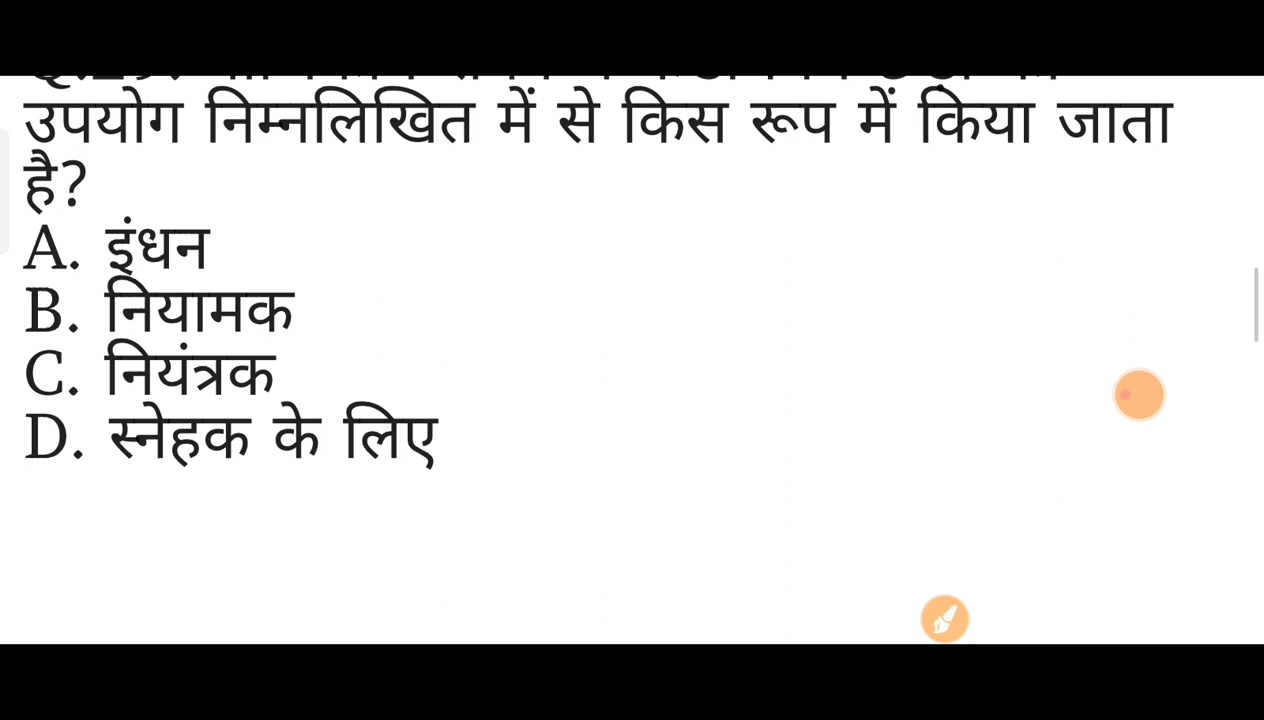 उपयोग निम्नलिखित में से किस रूप में किया जाता
है?
A. इंधन
B. नियामक
C. नियंत्रक
D. स्नेहक के लिए